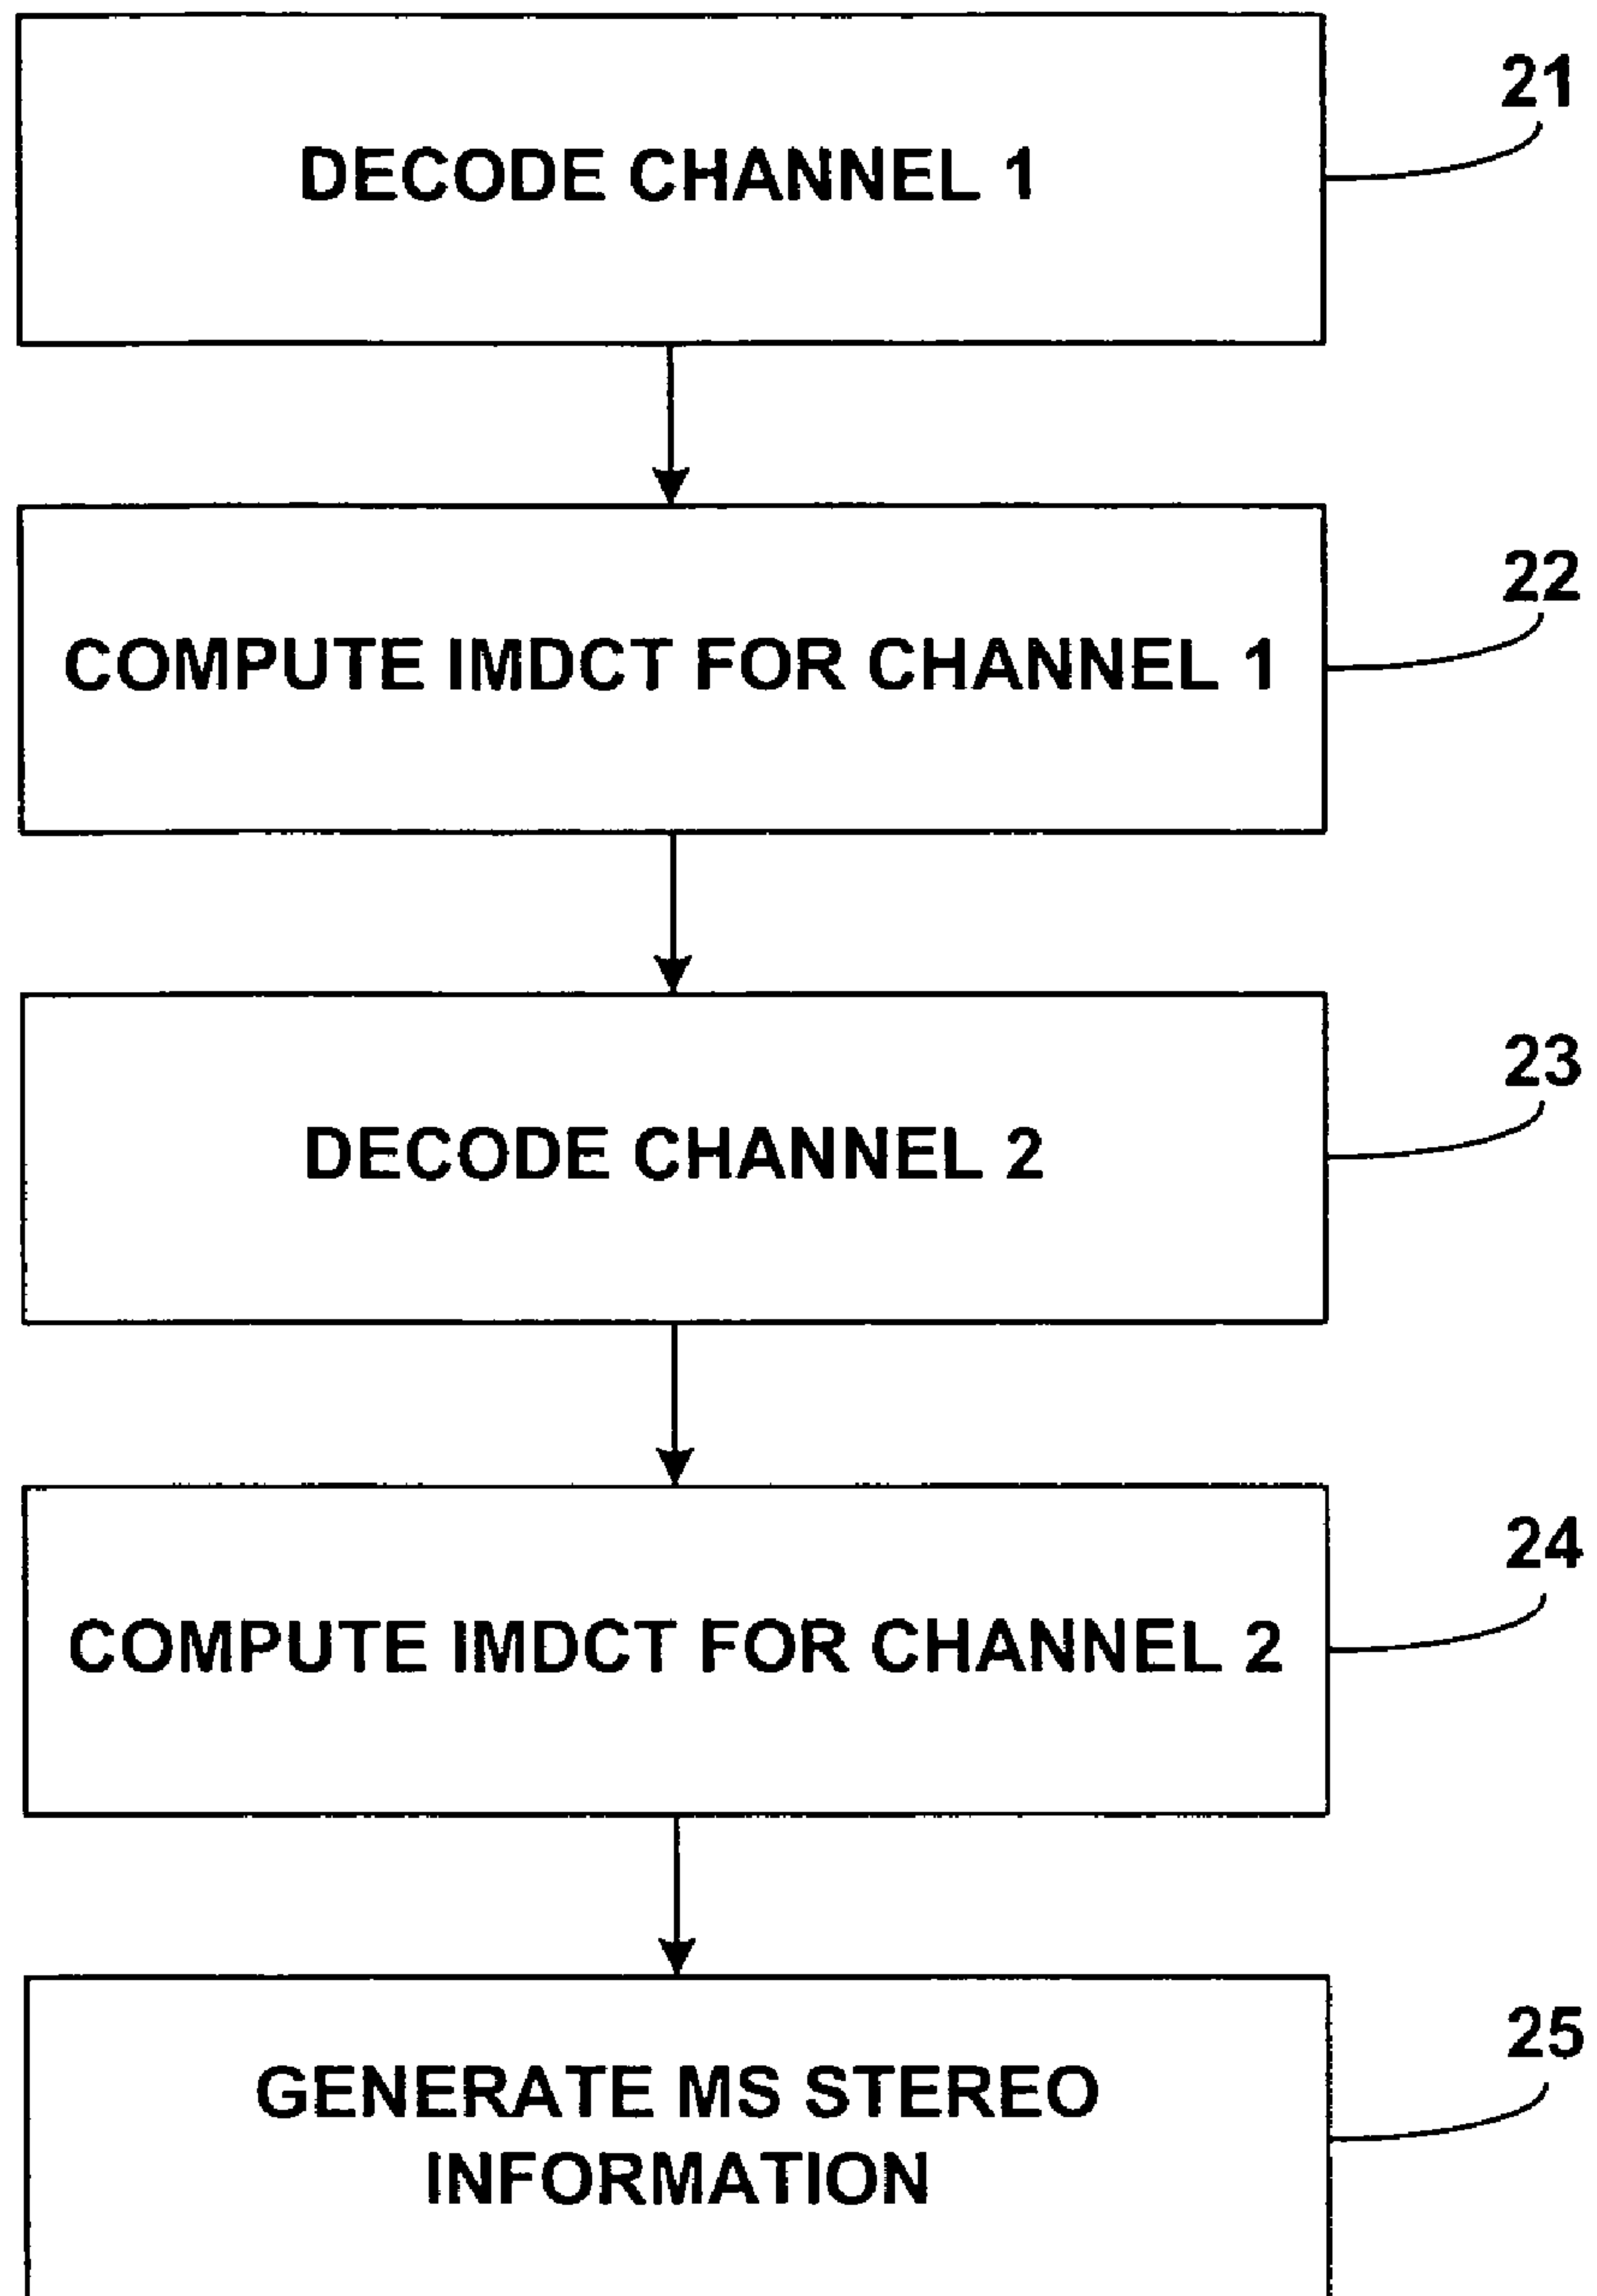 21
DECODE CHANNEL 1
22
COMPUTE IMDCT FOR CHANNEL 1
23
DECODE CHANNEL 2
24
COMPUTE IMDCT FOR CHANNEL 2
25
GENERATE MS STEREO
INFORMATION